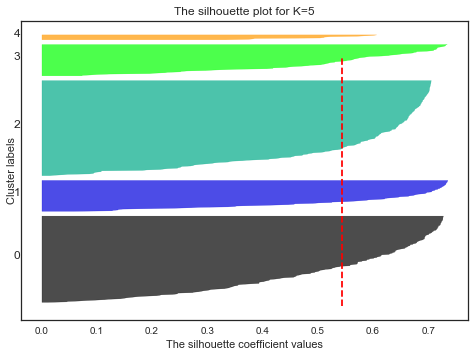 The silhouette plot for K=5
Cluster labels
4
3
2
1
0
0.0 0.1 0.2 0.3 0.4 0.5 0.6 0.7
The silhouette coefficient values